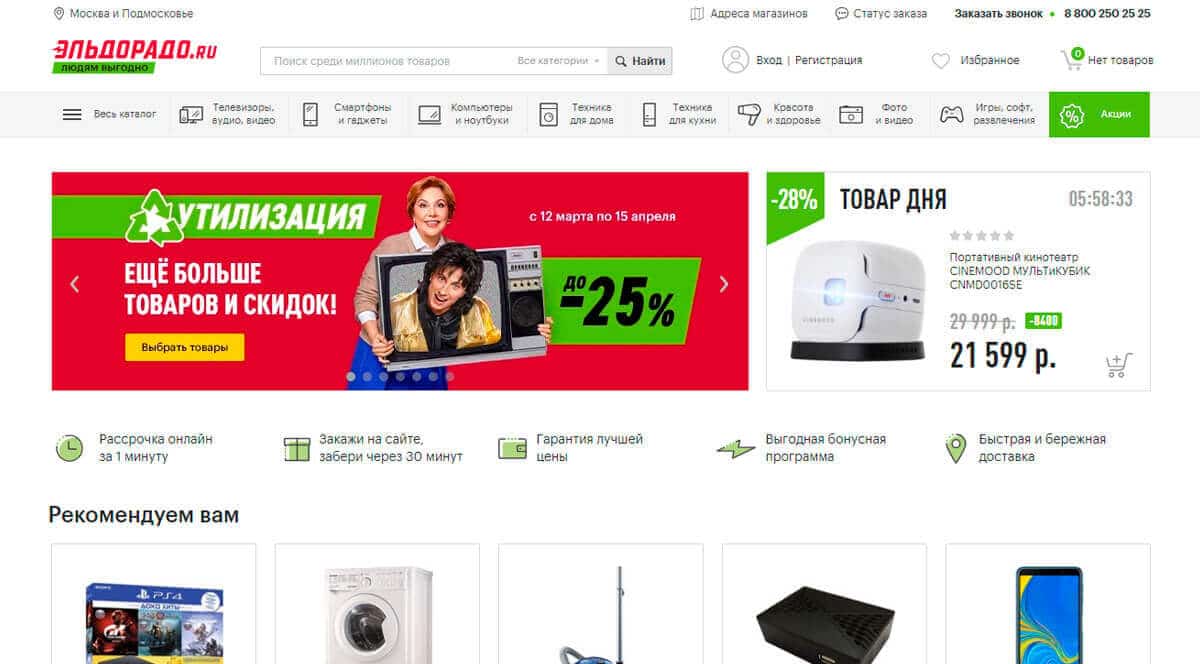 Москва и Подмосковье
Адреса магазинов
Статус заказа
Заказать звонок
8 800 250 25 25
ЭЛЬДОРАДО.RU
ЛЮДЯМ ВЫГОДНО
Поиск среди миллионов товаров
Все категории
Найти
Вход | Регистрация
Избранное
0
Нет товаров
Весь каталог
Телевизоры,
аудио, видео
Смартфоны
и гаджеты
Компьютеры
и ноутбуки
Техника
для дома
Техника
для кухни
Красота
и здоровье
Фото
и видео
Игры, софт,
развлечения
%
Акции
УТИЛИЗАЦИЯ
с 12 марта по 15 апреля
ЕЩЁ БОЛЬШЕ
ТОВАРОВ И СКИДОК!
ДО
-25%
Выбрать товары
-28%
ТОВАР ДНЯ
05:58:33
Портативный кинотеатр
CINEMOOD МУЛЬТиКУБИК
CNMD0016SE
CINEMOOD
29 999 р.
-8400
21 599 р.
Рассрочка онлайн
за 1 минуту
Закажи на сайте,
забери через 30 минут
Гарантия лучшей
цены
Выгодная бонусная
программа
Быстрая и бережная
доставка
Рекомендуем вам
SONY
PS4